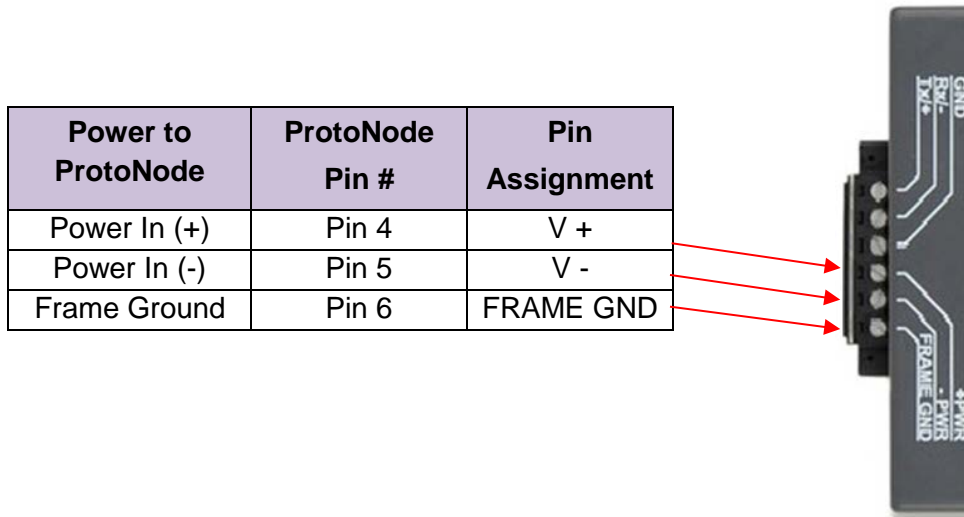 Power to ProtoNode
ProtoNode Pin #
Pin Assignment
Power In (+) Pin 4 V +
Power In (-) Pin 5 V -
Frame Ground Pin 6 FRAME GND
GND
Rx/-
Tx/+
FRAME GND
- PWR
+PWR